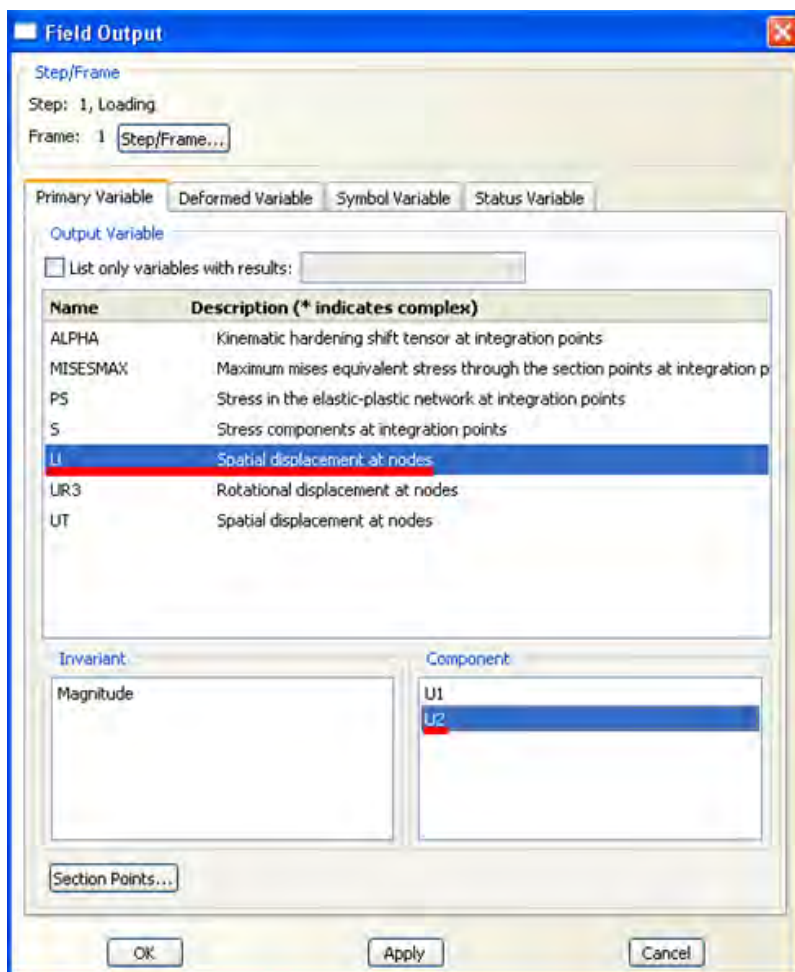 Field Output
Step/Frame
Step: 1, Loading
Frame: 1 Step/Frame...
Primary Variable Deformed Variable Symbol Variable Status Variable
Output Variable
List only variables with results:
Name Description (* indicates complex)
ALPHA Kinematic hardening shift tensor at integration points
MISESMAX Maximum mises equivalent stress through the section points at integration p
PS Stress in the elastic-plastic network at integration points
S Stress components at integration points
U Spatial displacement at nodes
UR3 Rotational displacement at nodes
UT Spatial displacement at nodes
Invariant Component
Magnitude U1
U2
Section Points...
OK Apply Cancel